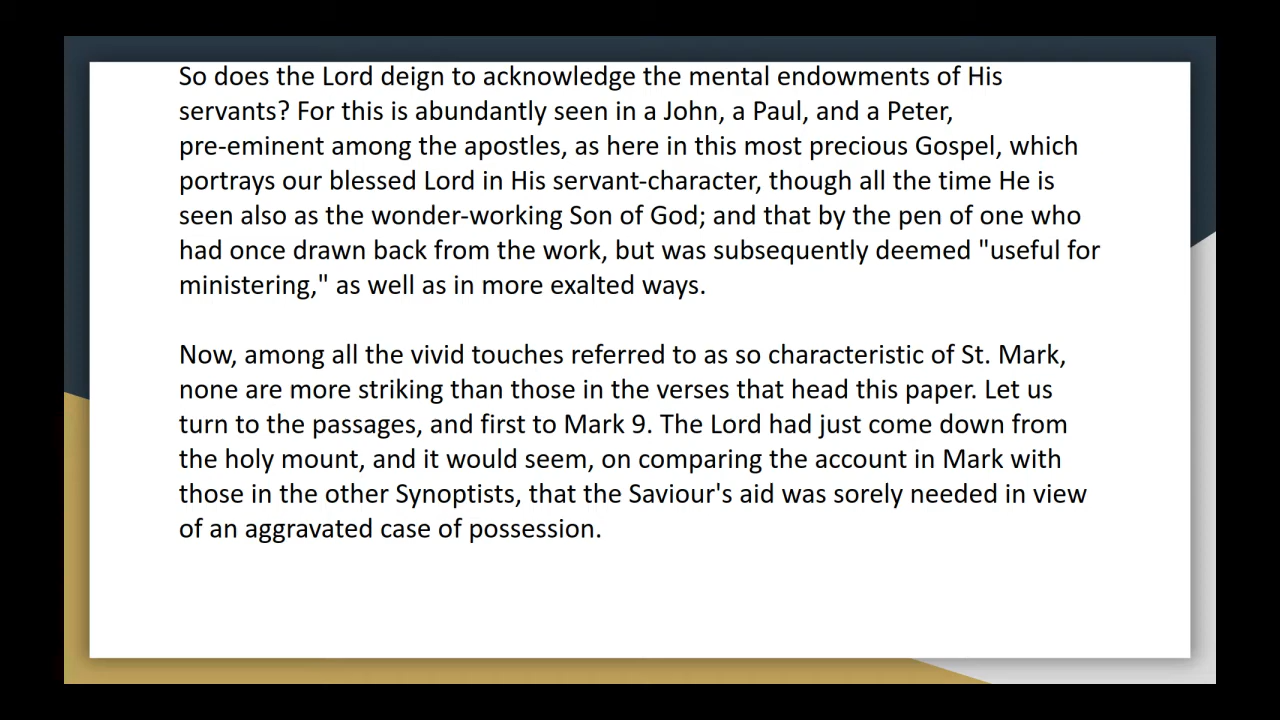 So does the Lord deign to acknowledge the mental endowments of His
servants? For this is abundantly seen in a John, a Paul, and a Peter,
pre-eminent among the apostles, as here in this most precious Gospel, which
portrays our blessed Lord in His servant-character, though all the time He is
seen also as the wonder-working Son of God; and that by the pen of one who
had once drawn back from the work, but was subsequently deemed "useful for
ministering," as well as in more exalted ways.
Now, among all the vivid touches referred to as so characteristic of St. Mark,
none are more striking than those in the verses that head this paper. Let us
turn to the passages, and first to Mark 9. The Lord had just come down from
the holy mount, and it would seem, on comparing the account in Mark with
those in the other Synoptists, that the Saviour's aid was sorely needed in view
of an aggravated case of possession.